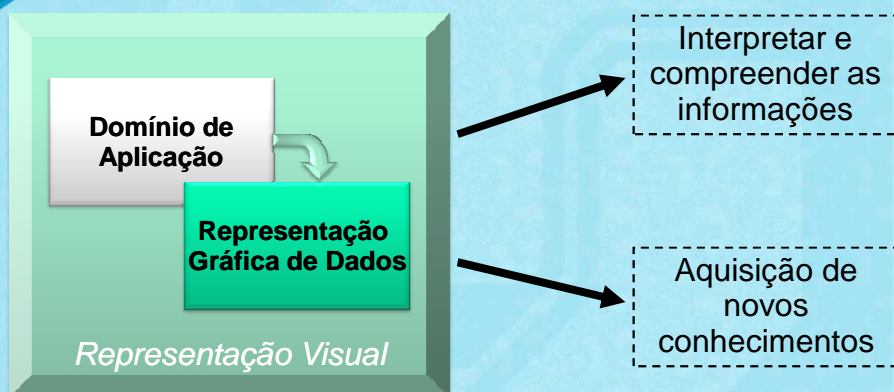 Domínio de
Aplicação
Representação
Gráfica de Dados
Representação Visual
Interpretar e
compreender as
informações
Aquisição de
novos
conhecimentos